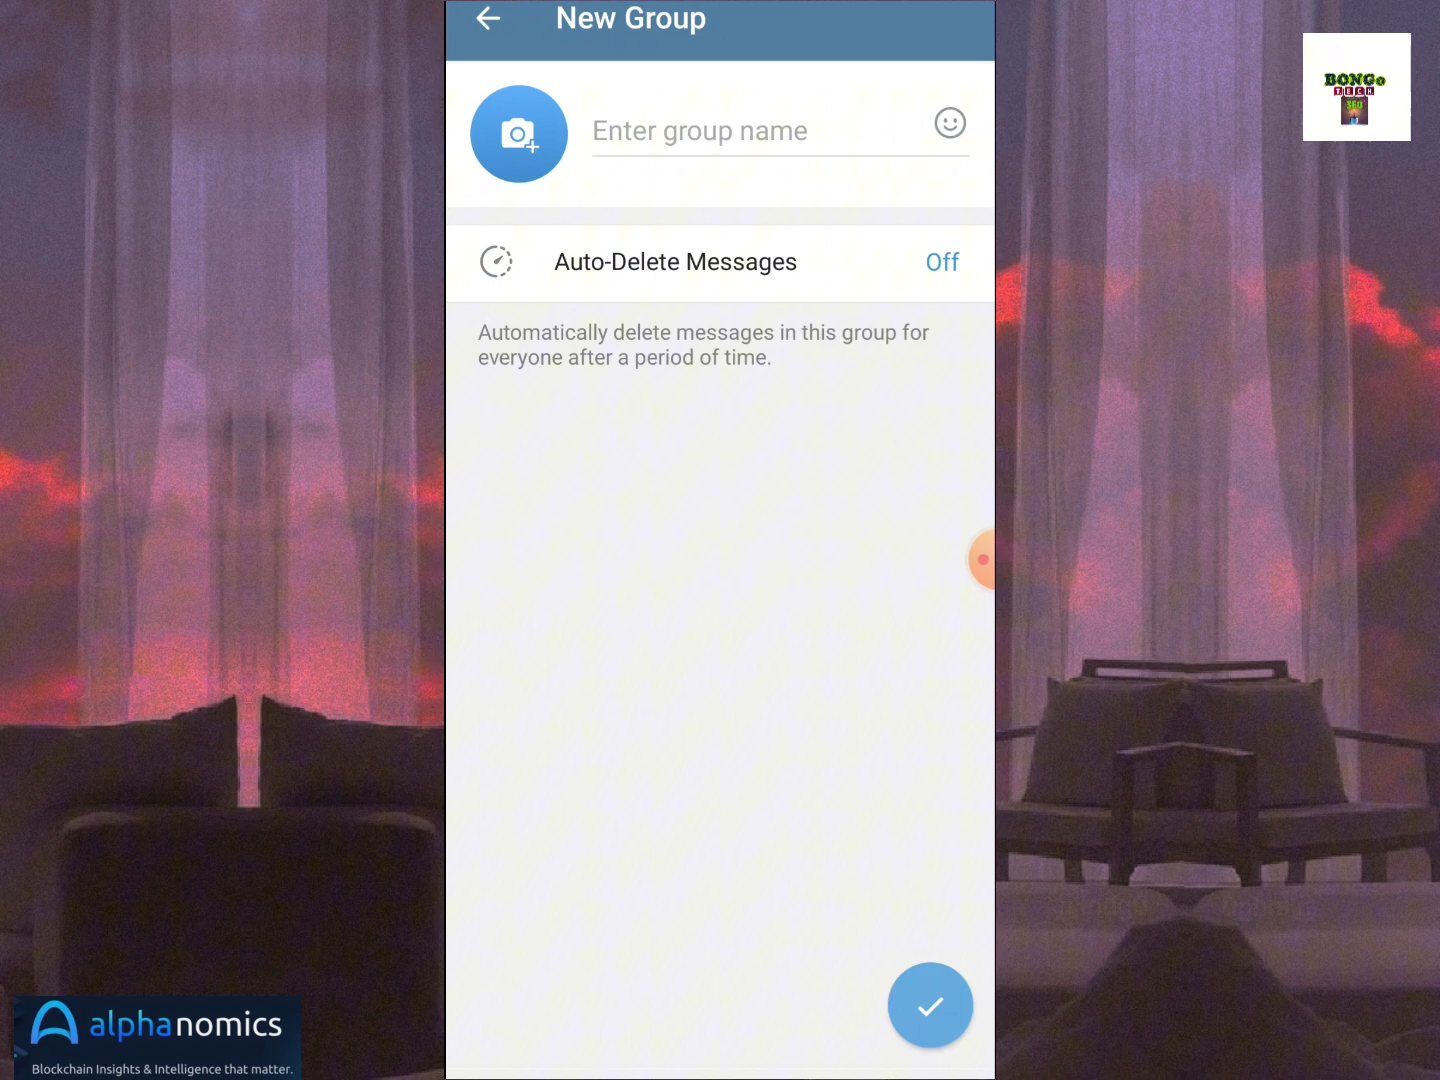 New Group
BONGo
TECH
360
Enter group name
Auto-Delete Messages
Off
Automatically delete messages in this group for
everyone after a period of time.
alphanomics
Blockchain Insights & Intelligence that matter.